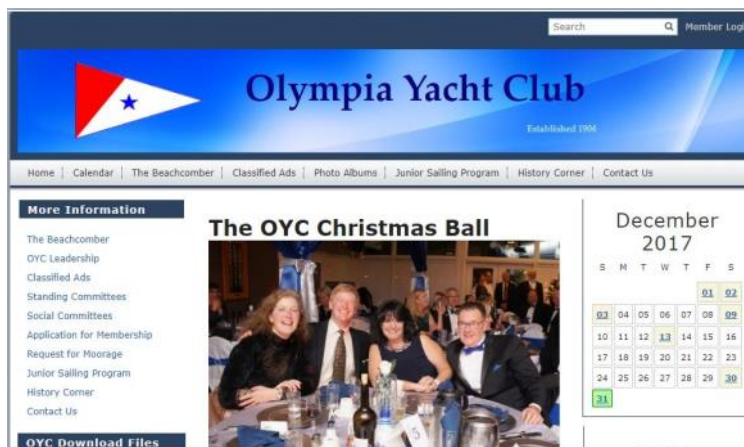 Search
Member Logi
Olympia Yacht Club
Established 1904
Home Calendar The Beachcomber Classified Ads Photo Albums Junior Sailing Program History Corner Contact Us
More Information
The Beachcomber
OYC Leadership
Classified Ads
Standing Committees
Social Committees
Application for Membership
Request for Moorage
Junior Sailing Program
History Corner
Contact Us
OYC Download Files
The OYC Christmas Ball
5
December
2017
S M T W T F S
01 02
03 04 05 06 07 08 09
10 11 12 13 14 15 16
17 18 19 20 21 22 23
24 25 26 27 28 29 30
31